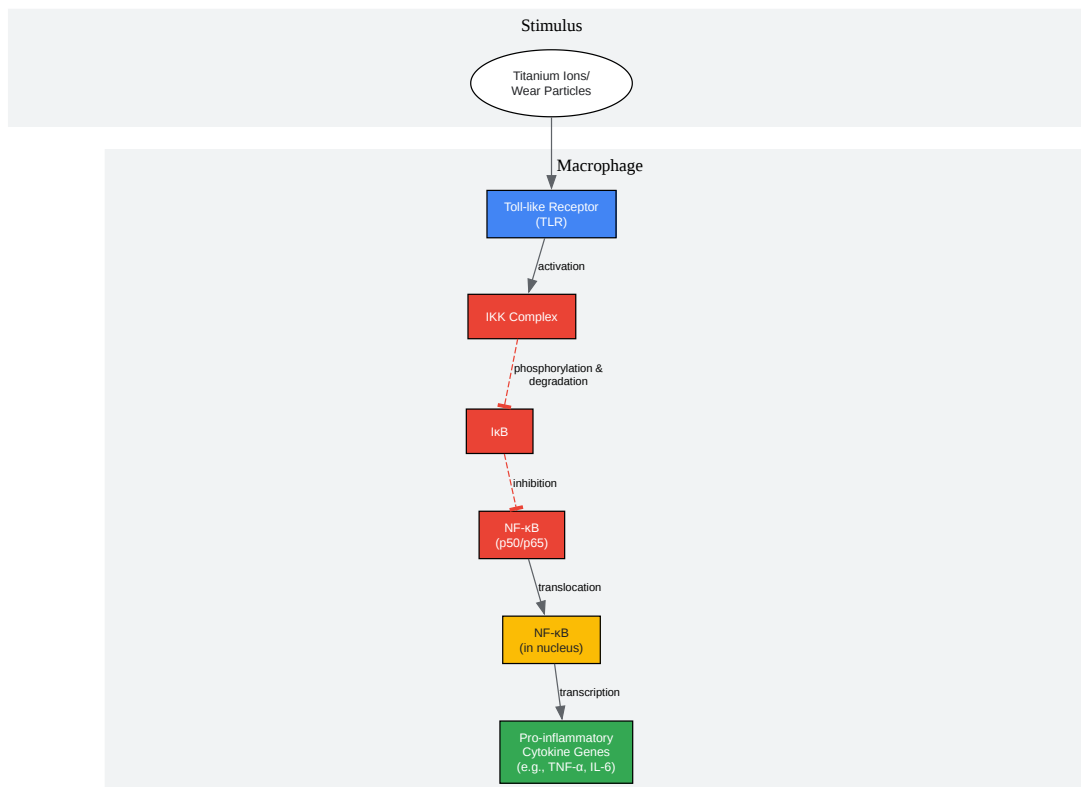 Stimulus
Titanium Ions/
Wear Particles
Macrophage
Toll-like Receptor
(TLR)
activation
IKK Complex
phosphorylation &
degradation
IκB
inhibition
NF-κB
(p50/p65)
translocation
NF-κB
(in nucleus)
transcription
Pro-inflammatory
Cytokine Genes
(e.g., TNF-α, IL-6)